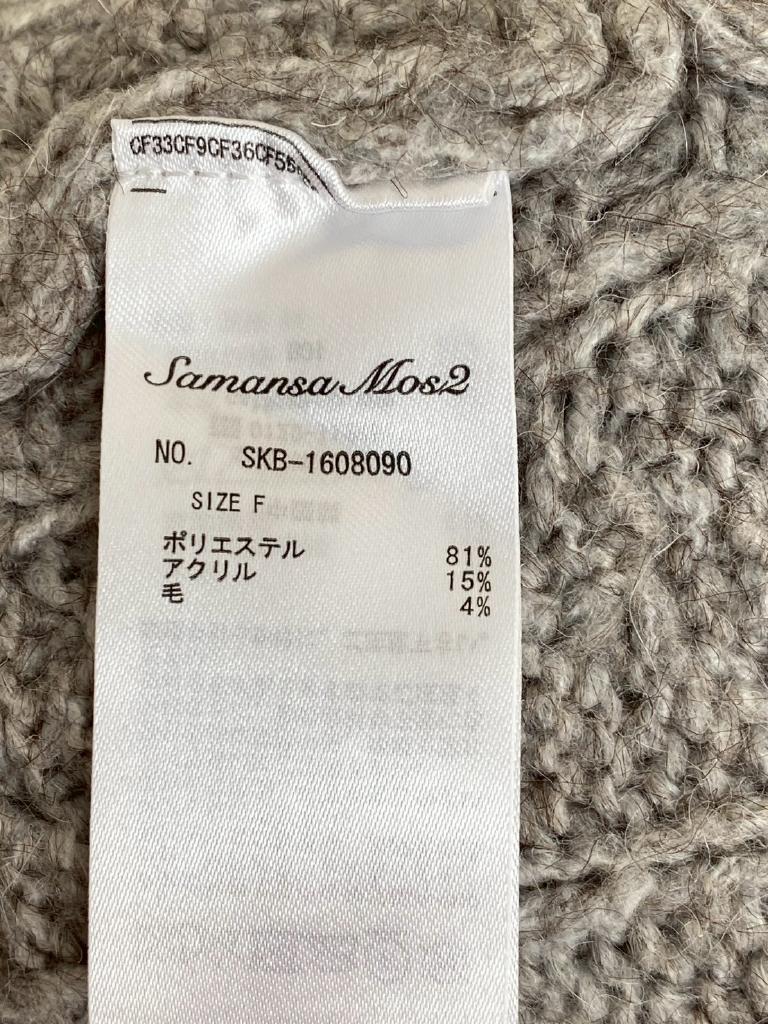 CF33CF9CF36CF55
Samansa Mos2
NO. SKB-1608090
SIZE F
ポリエステル 81%
アクリル 15%
毛 4%